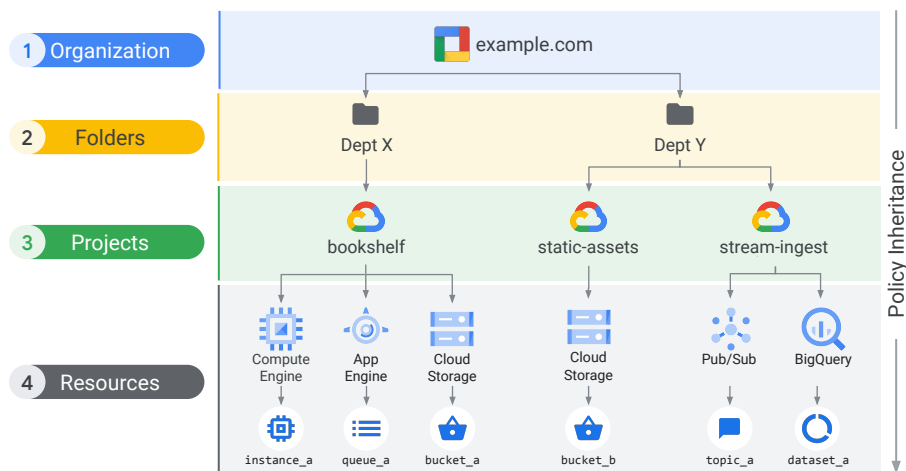 1 Organization
example.com
2 Folders
Dept X
Dept Y
3 Projects
bookshelf
static-assets
stream-ingest
4 Resources
Compute
Engine
App
Engine
Cloud
Storage
Cloud
Storage
Pub/Sub
BigQuery
instance_a
queue_a
bucket_a
bucket_b
topic_a
dataset_a
Policy Inheritance